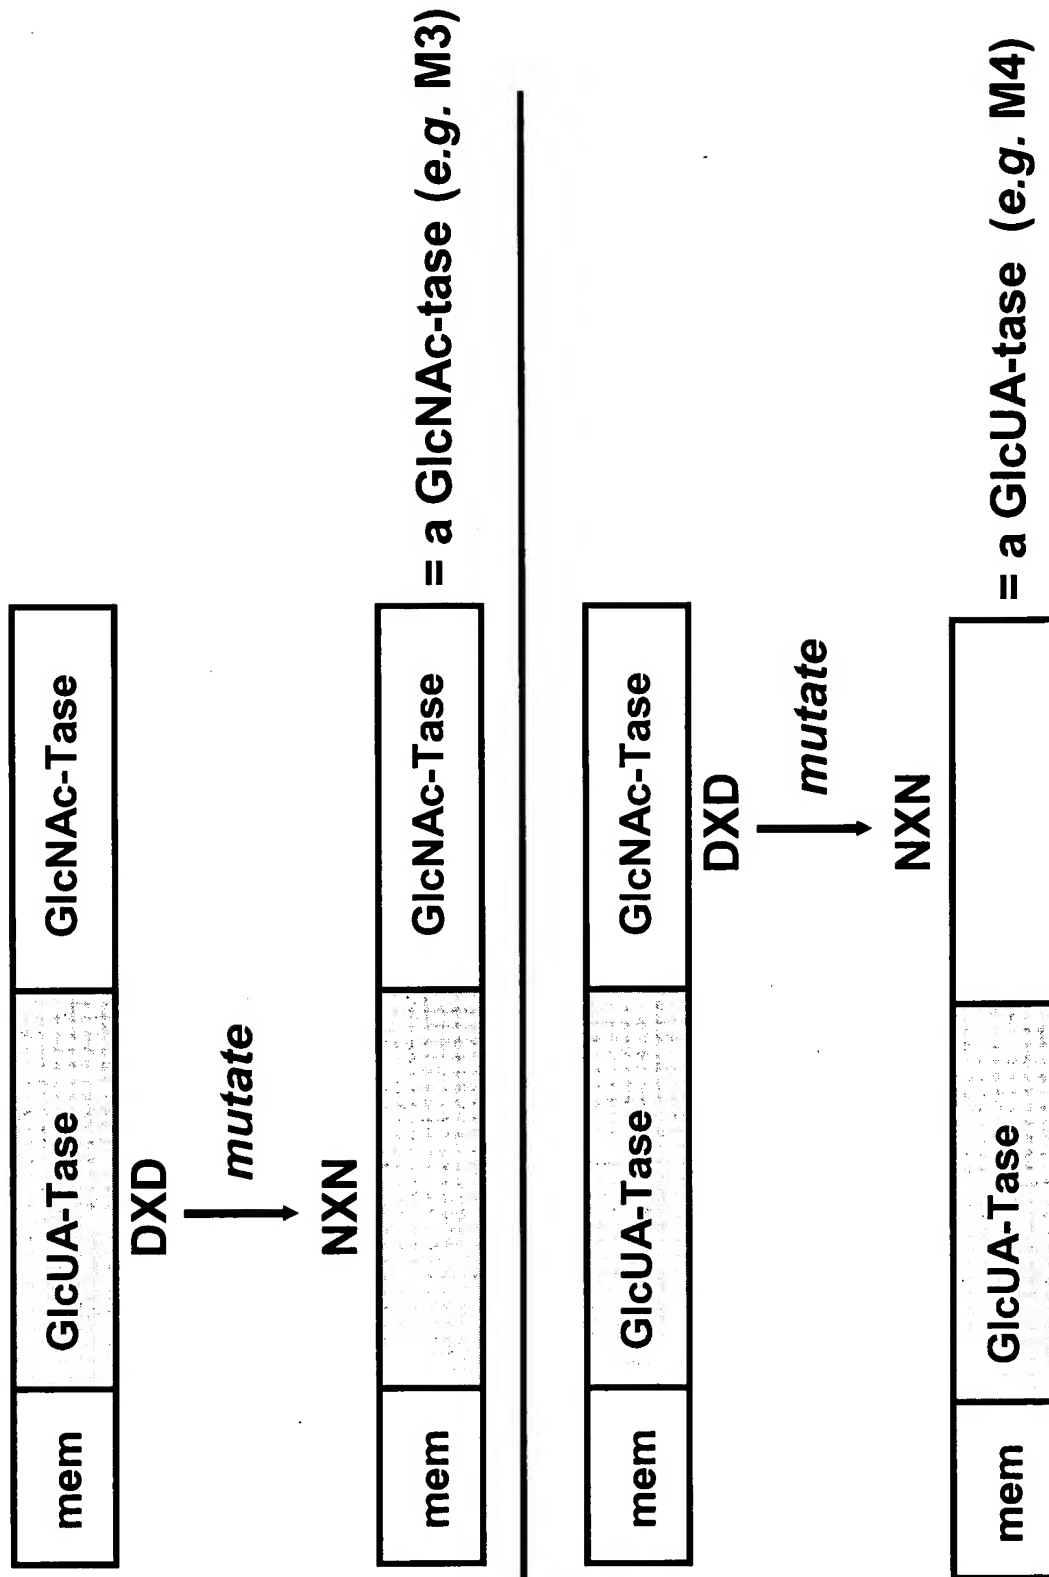 mem GlcUA-Tase GlcNAc-Tase
DXD
mutate
NXN
mem GlcNAc-Tase = a GlcNAc-tase (e.g. M3)
mem GlcUA-Tase GlcNAc-Tase
DXD
mutate
NXN
mem GlcUA-Tase = a GlcUA-tase (e.g. M4)